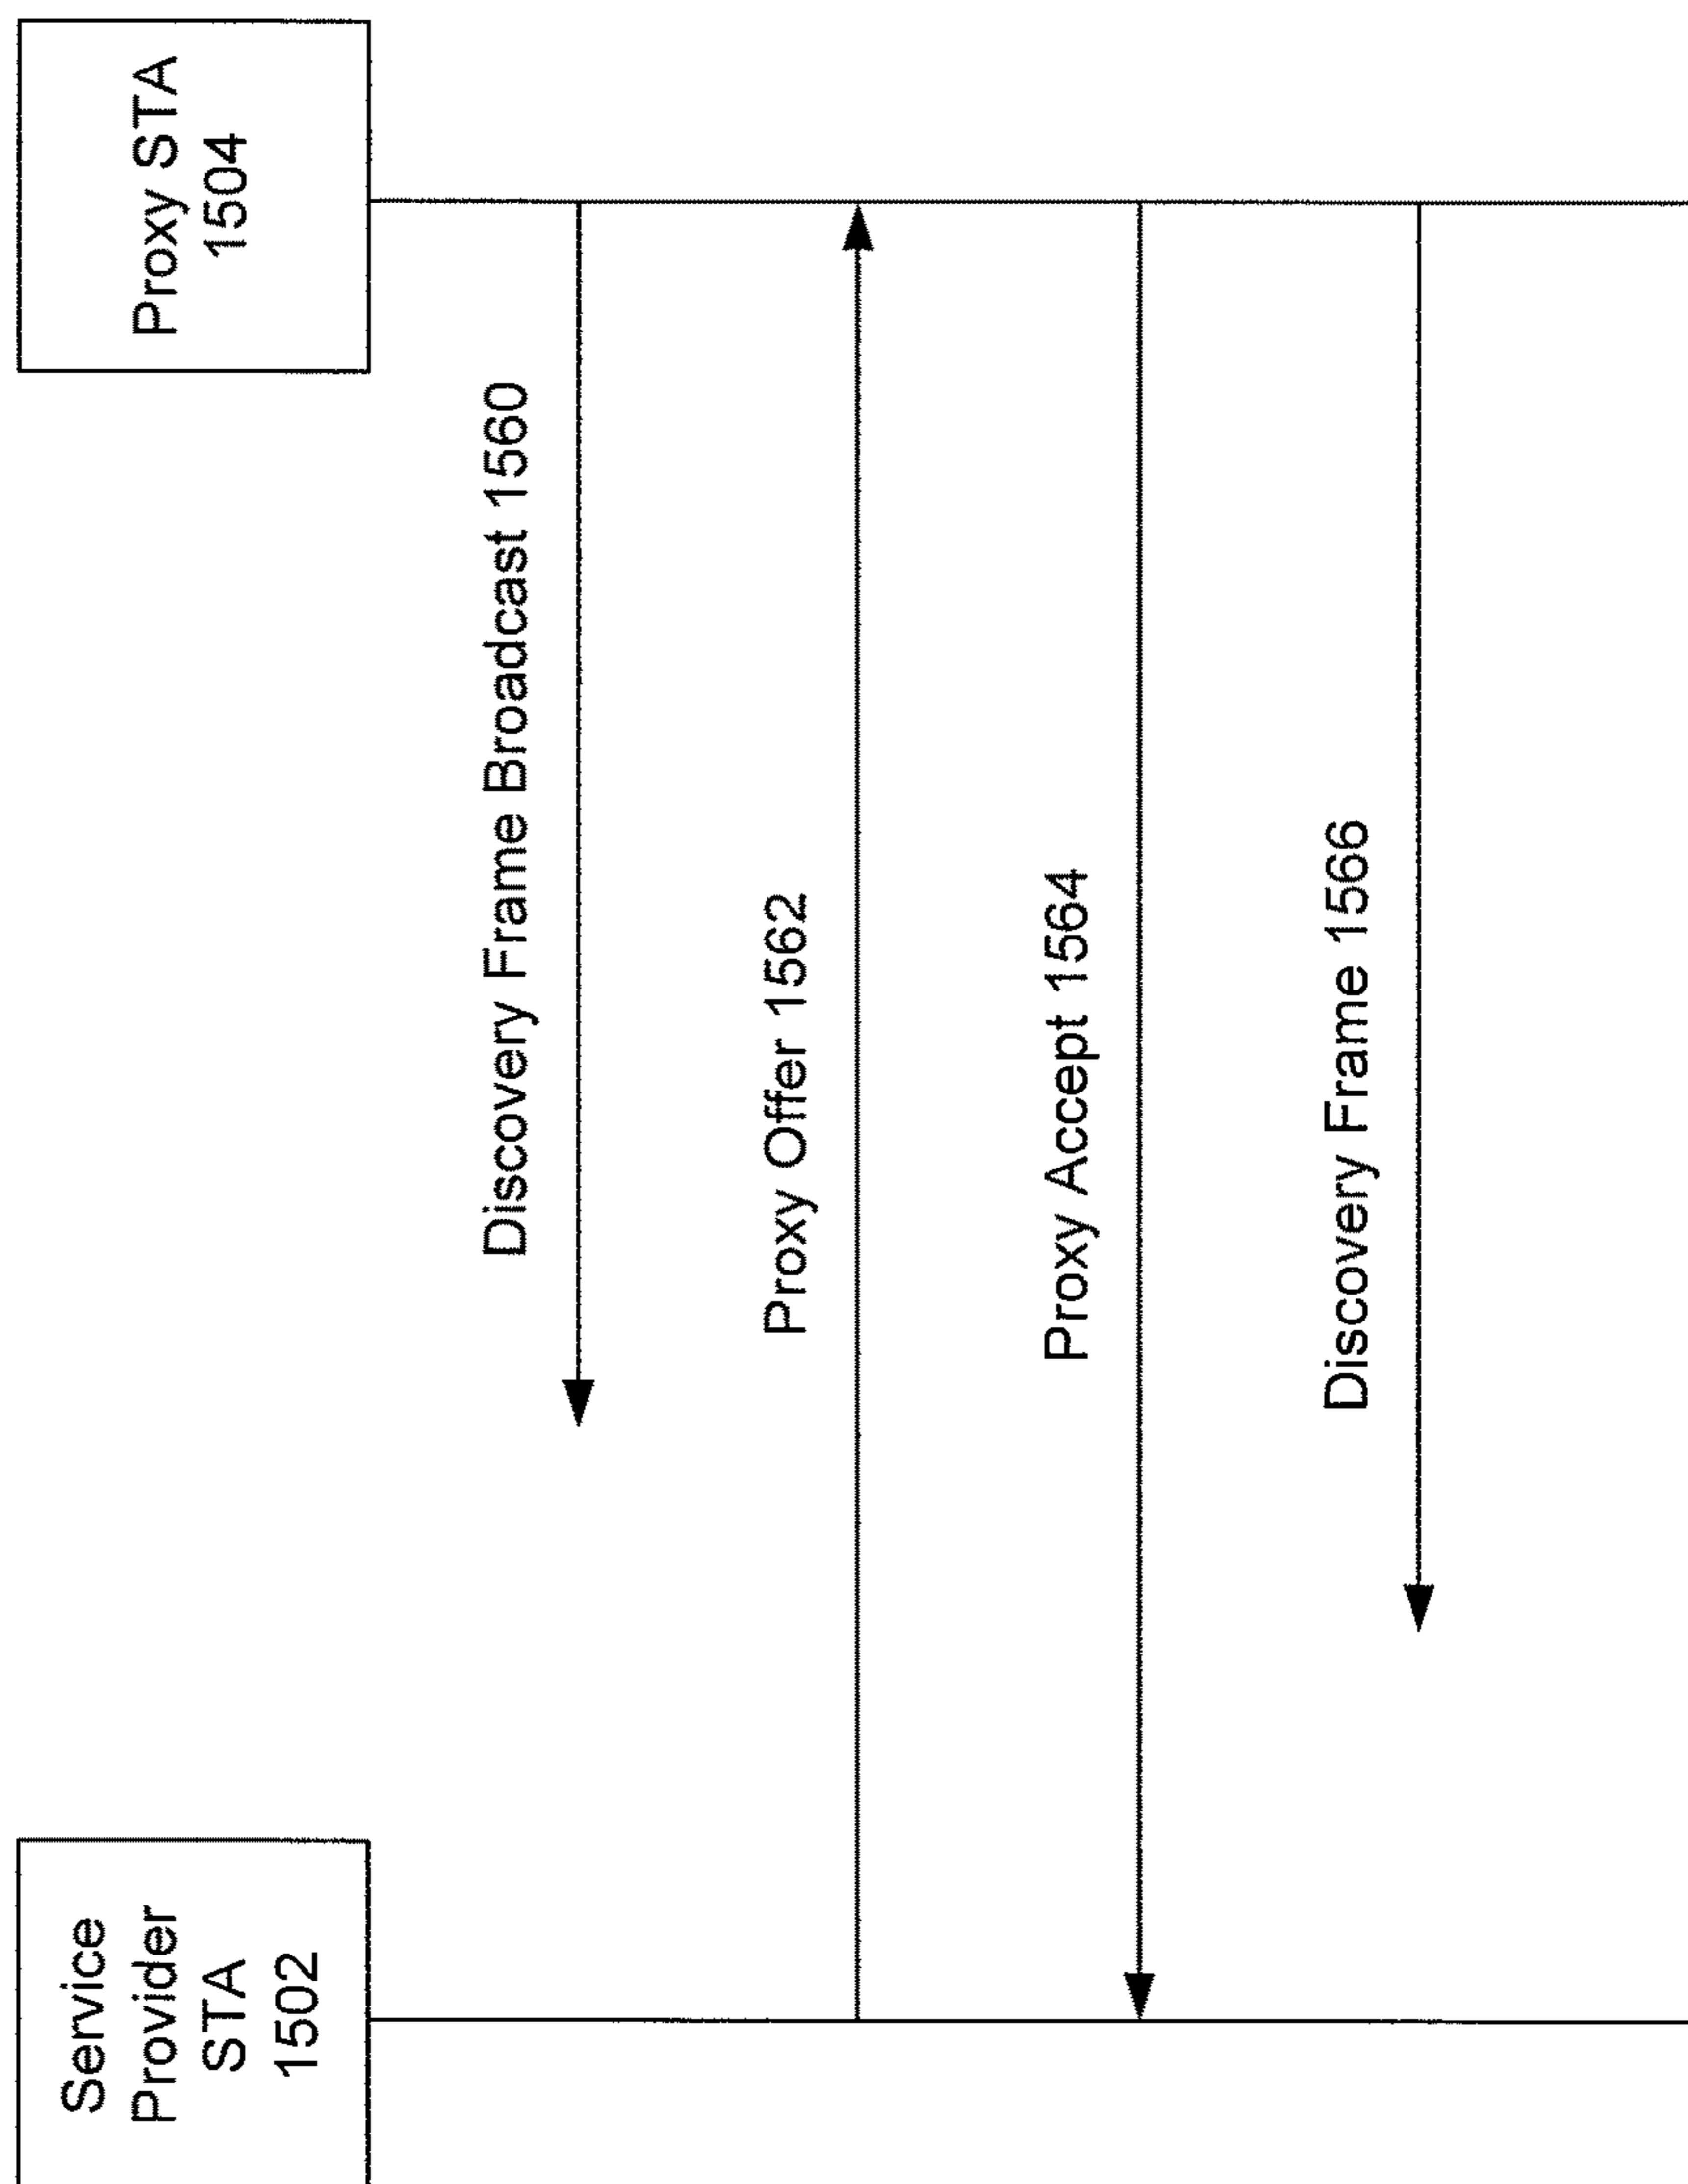 Service
Provider
STA
1502
Proxy STA
1504
Discovery Frame Broadcast 1560
Proxy Offer 1562
Proxy Accept 1564
Discovery Frame 1566